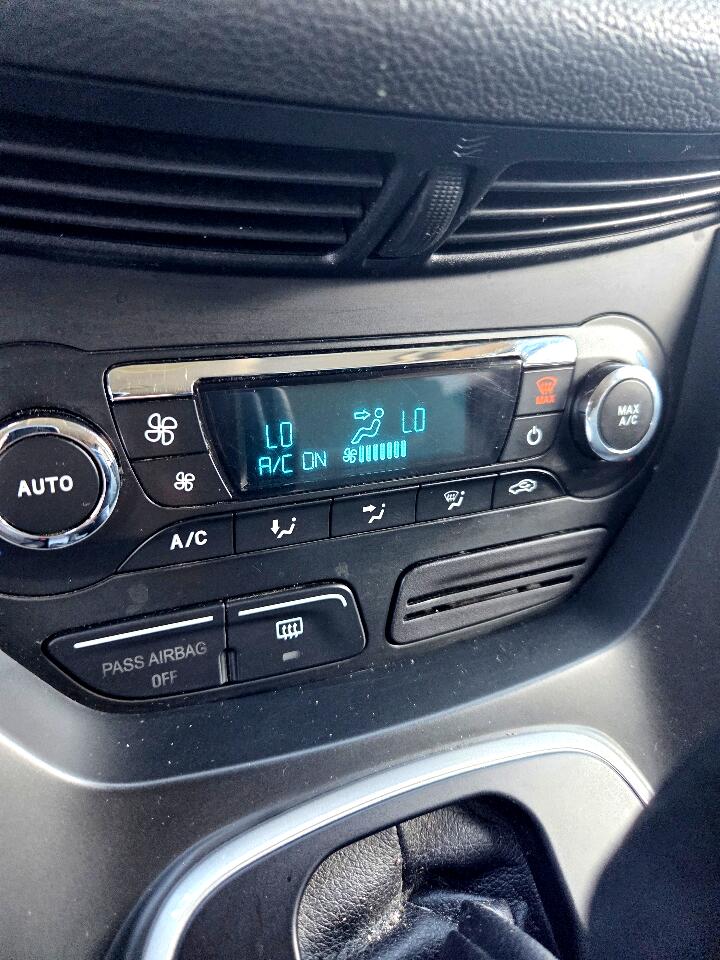 LO LO
A/C ON
MAX
MAX
A/C
AUTO
A/C
PASS AIRBAG
OFF